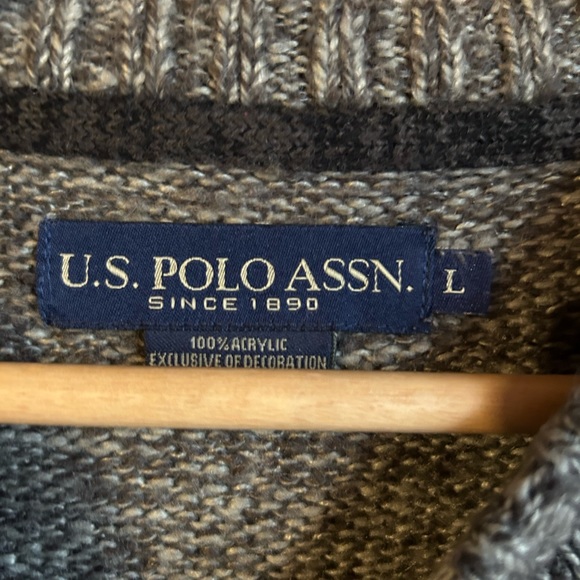 U.S. POLO ASSN.
L
SINCE 1890
100% ACRYLIC
EXCLUSIVE OF DECORATION